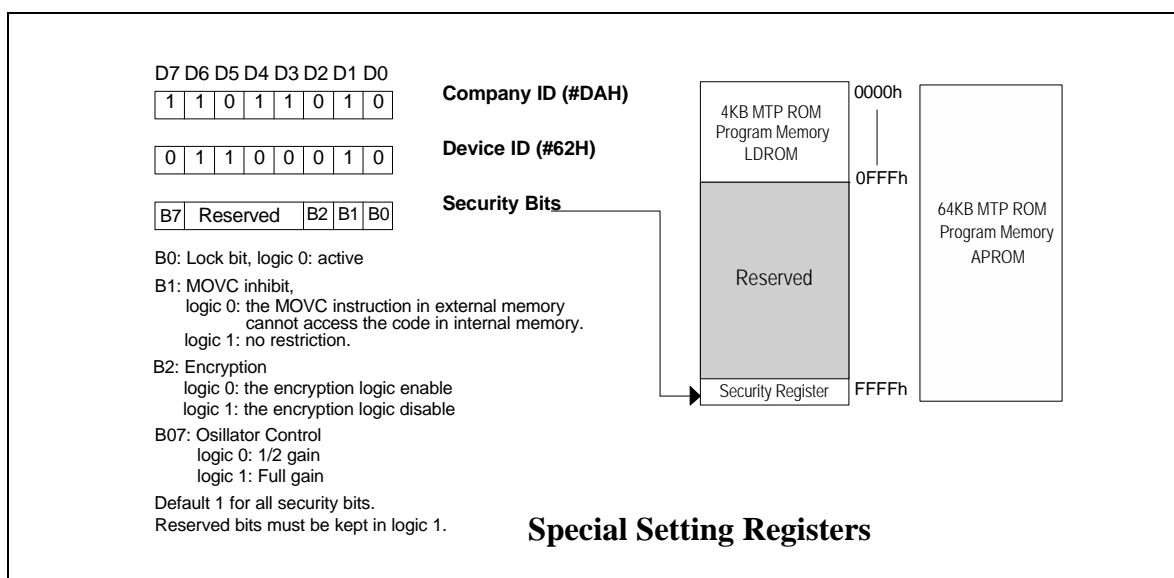 D7 D6 D5 D4 D3 D2 D1 D0
1 1 0 1 1 0 1 0
Company ID (#DAH)
0 1 1 0 0 0 1 0
Device ID (#62H)
B7 Reserved B2 B1 B0
Security Bits
B0: Lock bit, logic 0: active
B1: MOVC inhibit,
logic 0: the MOVC instruction in external memory
cannot access the code in internal memory.
logic 1: no restriction.
B2: Encryption
logic 0: the encryption logic enable
logic 1: the encryption logic disable
B07: Osillator Control
logic 0: 1/2 gain
logic 1: Full gain
Default 1 for all security bits.
Reserved bits must be kept in logic 1.
4KB MTP ROM
Program Memory
LDROM
0000h
0FFFh
Reserved
Security Register
FFFFh
64KB MTP ROM
Program Memory
APROM
Special Setting Registers